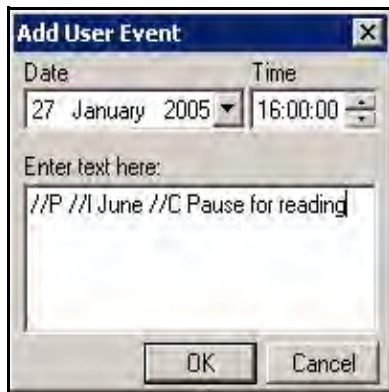 Add User Event
Date Time
27 January 2005 16:00:00
Enter text here:
//P //I June //C Pause for reading
OK Cancel